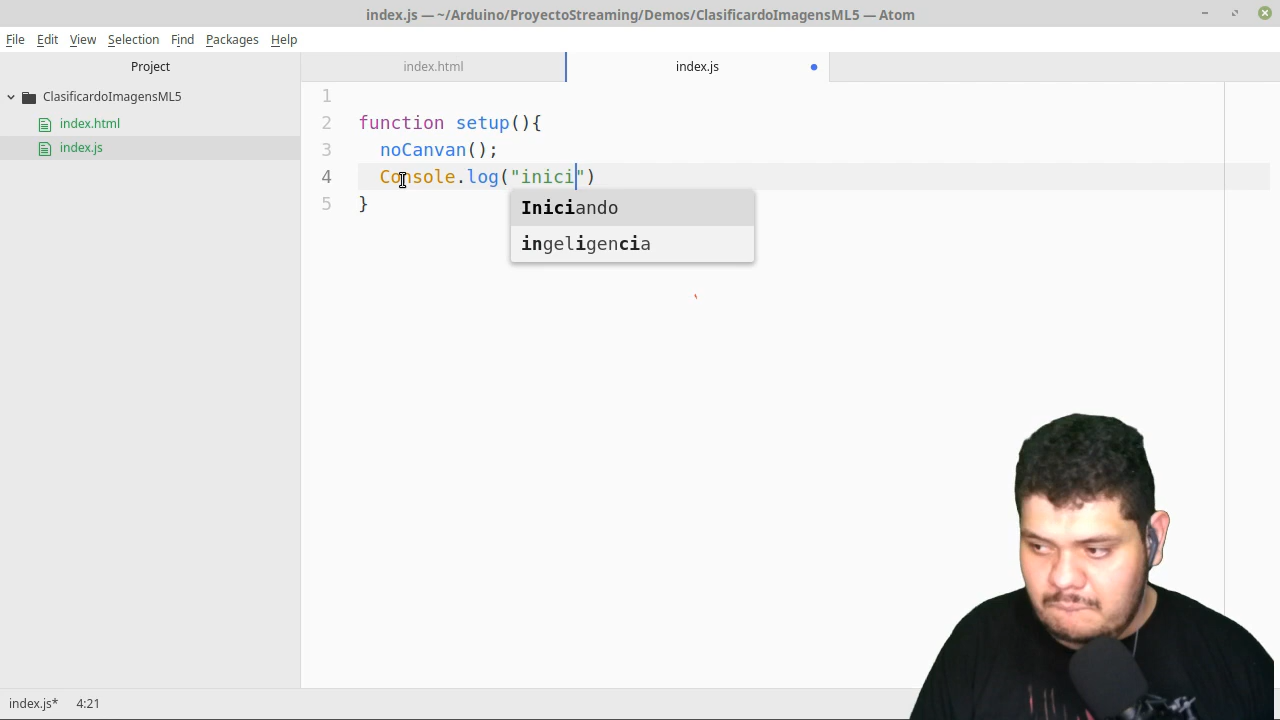 index.js — ~/Arduino/ProyectoStreaming/Demos/ClasificardoImagensML5 — Atom
File Edit View Selection Find Packages Help
Project
index.html
index.js
ClasificardoImagensML5
index.html
index.js
1
2 function setup(){
3 noCanvan();
4 Console.log("inici")
5 }
Iniciando
ingeligencia
index.js* 4:21